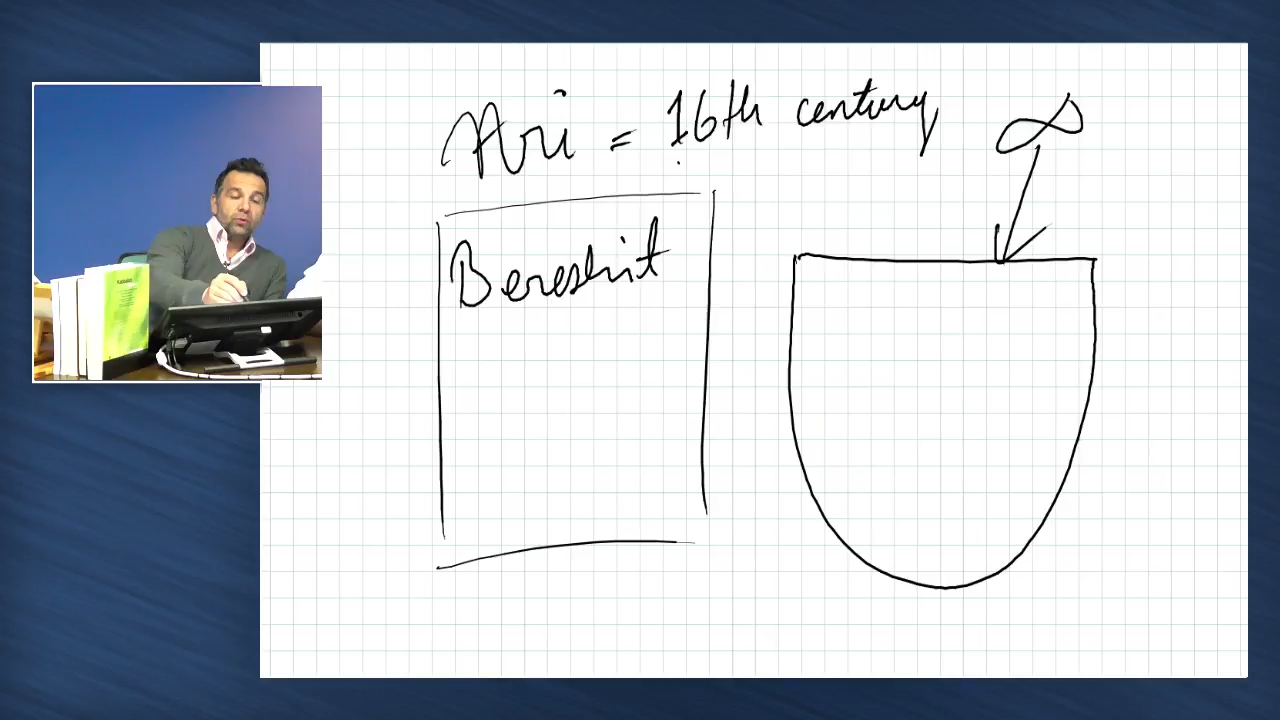 Ari = 16th century
∞
Bereshit